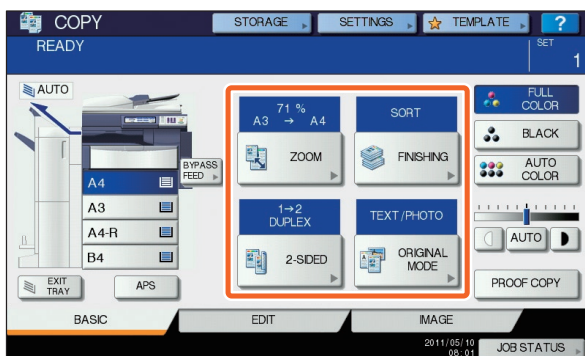 COPY
STORAGE
SETTINGS
TEMPLATE
?
READY
SET
1
AUTO
71 %
A3 → A4
ZOOM
SORT
FINISHING
FULL
COLOR
BLACK
AUTO
COLOR
BYPASS
FEED
A4
A3
A4-R
B4
1→2
DUPLEX
2-SIDED
TEXT/PHOTO
ORIGINAL
MODE
AUTO
EXIT
TRAY
APS
PROOF COPY
BASIC
EDIT
IMAGE
2011/05/10
08:01
JOB STATUS